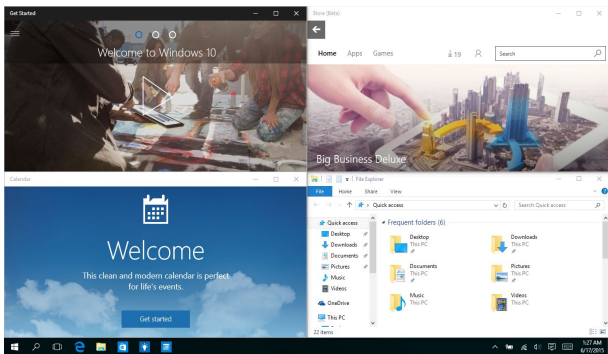 Get Started
Welcome to Windows 10
Store (Beta)
Home Apps Games 19 Search
Big Business Deluxe
Calendar
Welcome
This clean and modern calendar is perfect
for life's events.
Get started
File Explorer
File Home Share View
Quick access
Search Quick access
Quick access
Desktop
Downloads
Documents
Pictures
Music
Videos
OneDrive
This PC
Frequent folders (6)
Desktop
This PC
Downloads
This PC
Documents
This PC
Pictures
This PC
Music
This PC
Videos
This PC
22 items
1:27 AM
6/17/2015